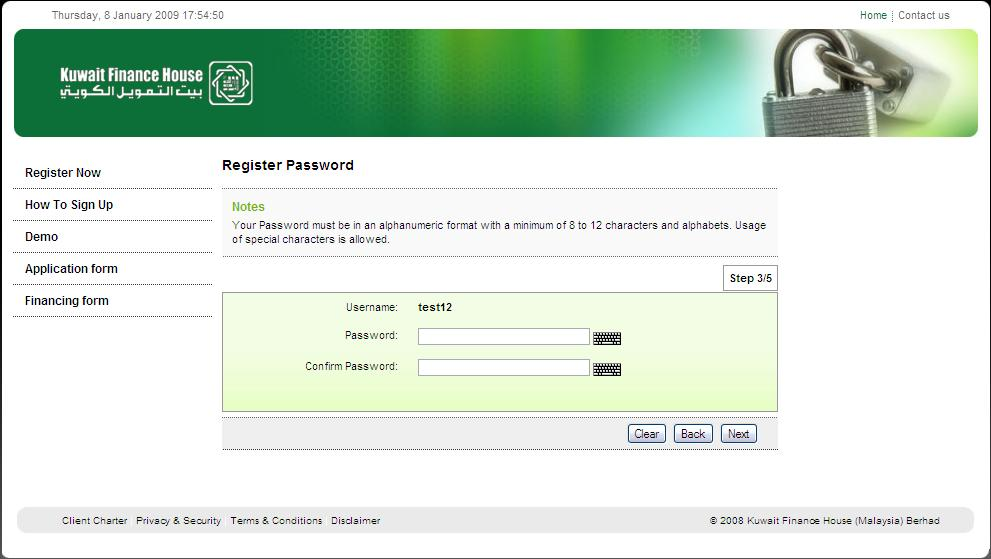 Thursday, 8 January 2009 17:54:50
Home
Contact us
Kuwait Finance House
بيت التمويل الكويتي
Register Now
How To Sign Up
Demo
Application form
Financing form
Register Password
Notes
Your Password must be in an alphanumeric format with a minimum of 8 to 12 characters and alphabets. Usage
of special characters is allowed.
Step 3/5
Username: test12
Password:
Confirm Password:
Clear Back Next
Client Charter Privacy & Security Terms & Conditions Disclaimer
© 2008 Kuwait Finance House (Malaysia) Berhad